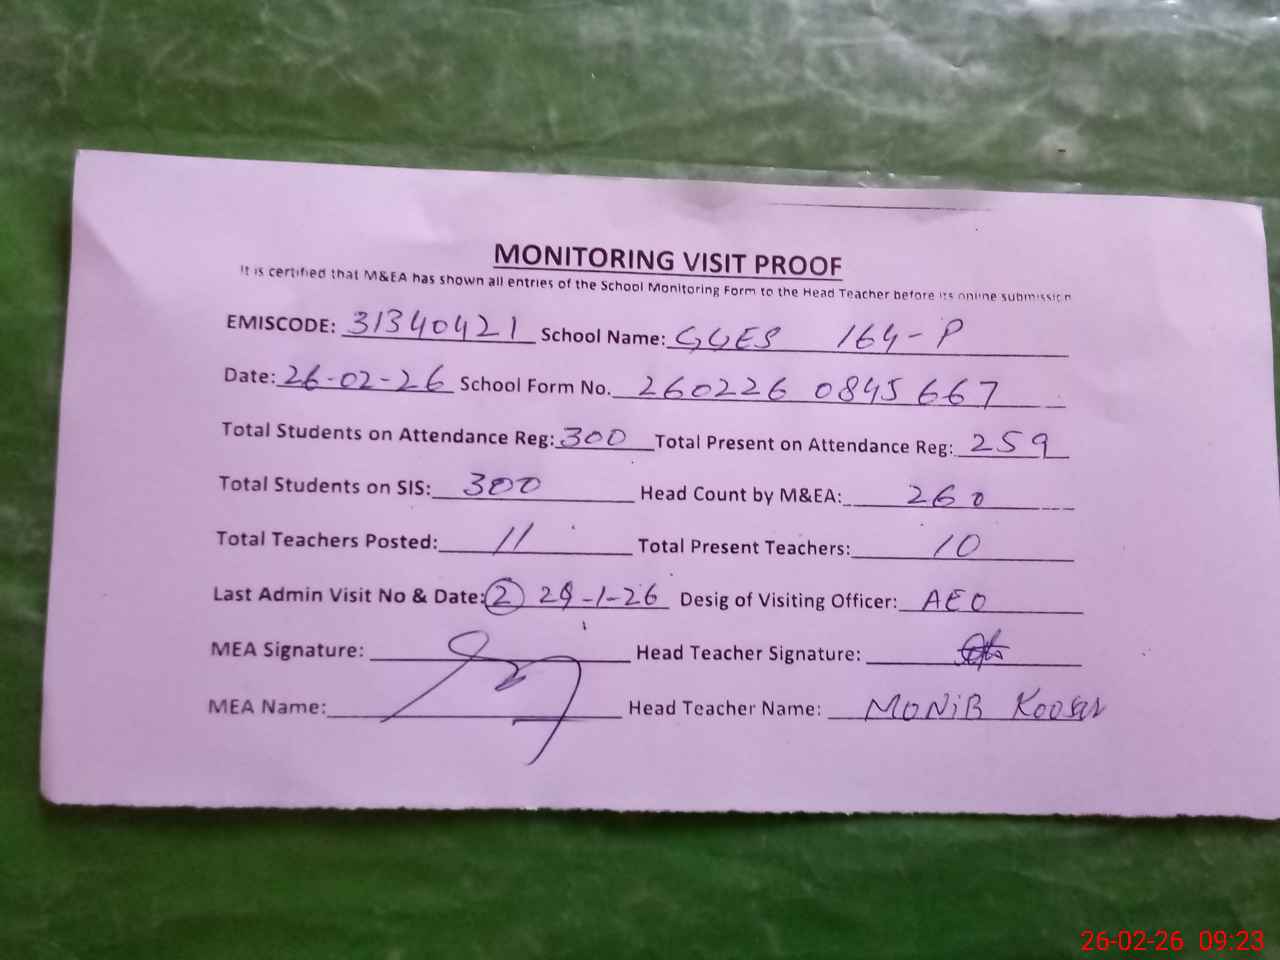 MONITORING VISIT PROOF
It is certified that M&EA has shown all entries of the School Monitoring Form to the Head Teacher before its online submission
EMISCODE: 31340421 School Name: GGES 164-P
Date: 26-02-26 School Form No. 260226 0845667
Total Students on Attendance Reg: 300 Total Present on Attendance Reg: 259
Total Students on SIS: 300 Head Count by M&EA: 260
Total Teachers Posted: 11 Total Present Teachers: 10
Last Admin Visit No & Date: 2 29-1-26 Desig of Visiting Officer: AEO
MEA Signature: Head Teacher Signature:
MEA Name: Head Teacher Name: MONiB Koosar
26-02-26 09:23